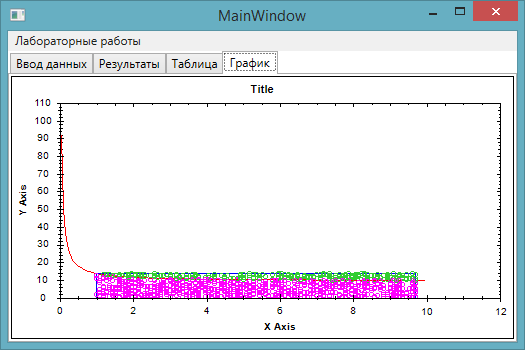 MainWindow
Лабораторные работы
Ввод данных Результаты Таблица График
Title
110
100
90
80
70
60
50
40
30
20
10
0
Y Axis
0 2 4 6 8 10 12
X Axis